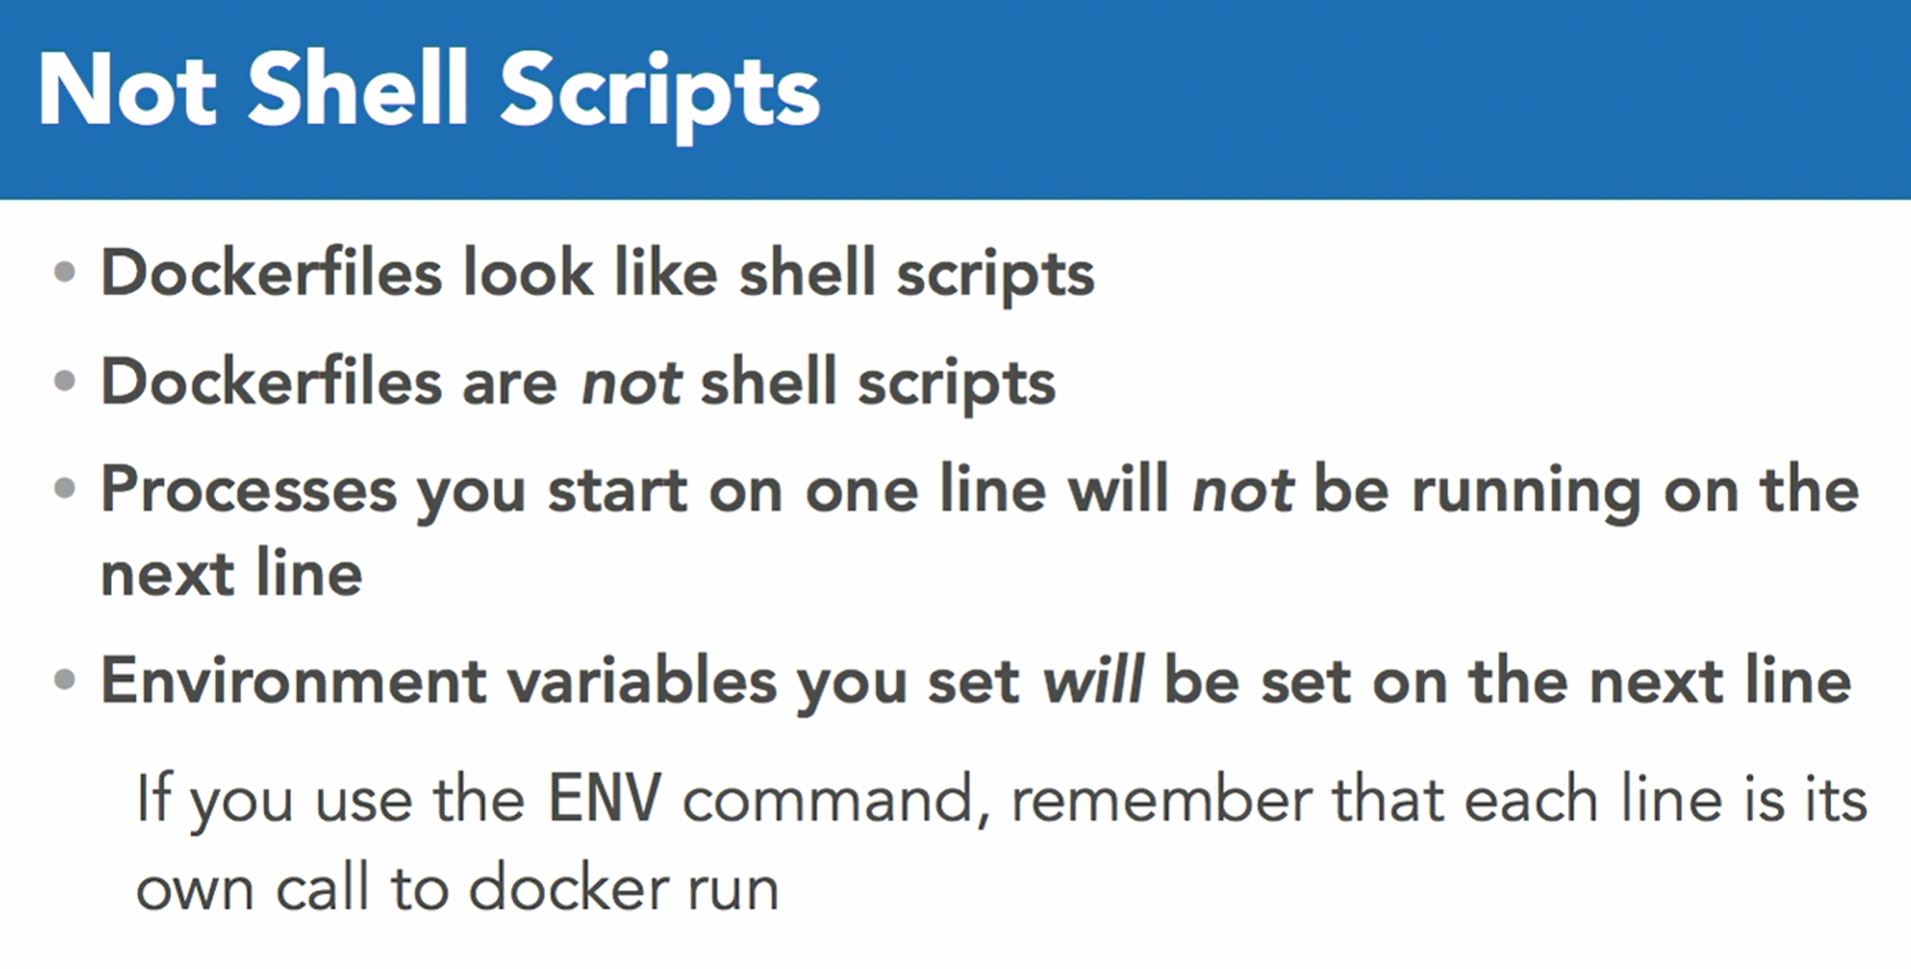 Not Shell Scripts
• Dockerfiles look like shell scripts
• Dockerfiles are not shell scripts
• Processes you start on one line will not be running on the
next line
• Environment variables you set will be set on the next line
If you use the ENV command, remember that each line is its
own call to docker run